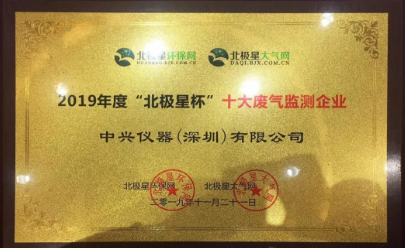 北极星环保网 北极星大气网
HUANBAO.BJX.COM.CN DAQI.BJX.COM.CN
2019年度“北极星杯”十大废气监测企业
中兴仪器(深圳)有限公司
北极星环保网 北极星大气网
二零一九年十一月二十一日